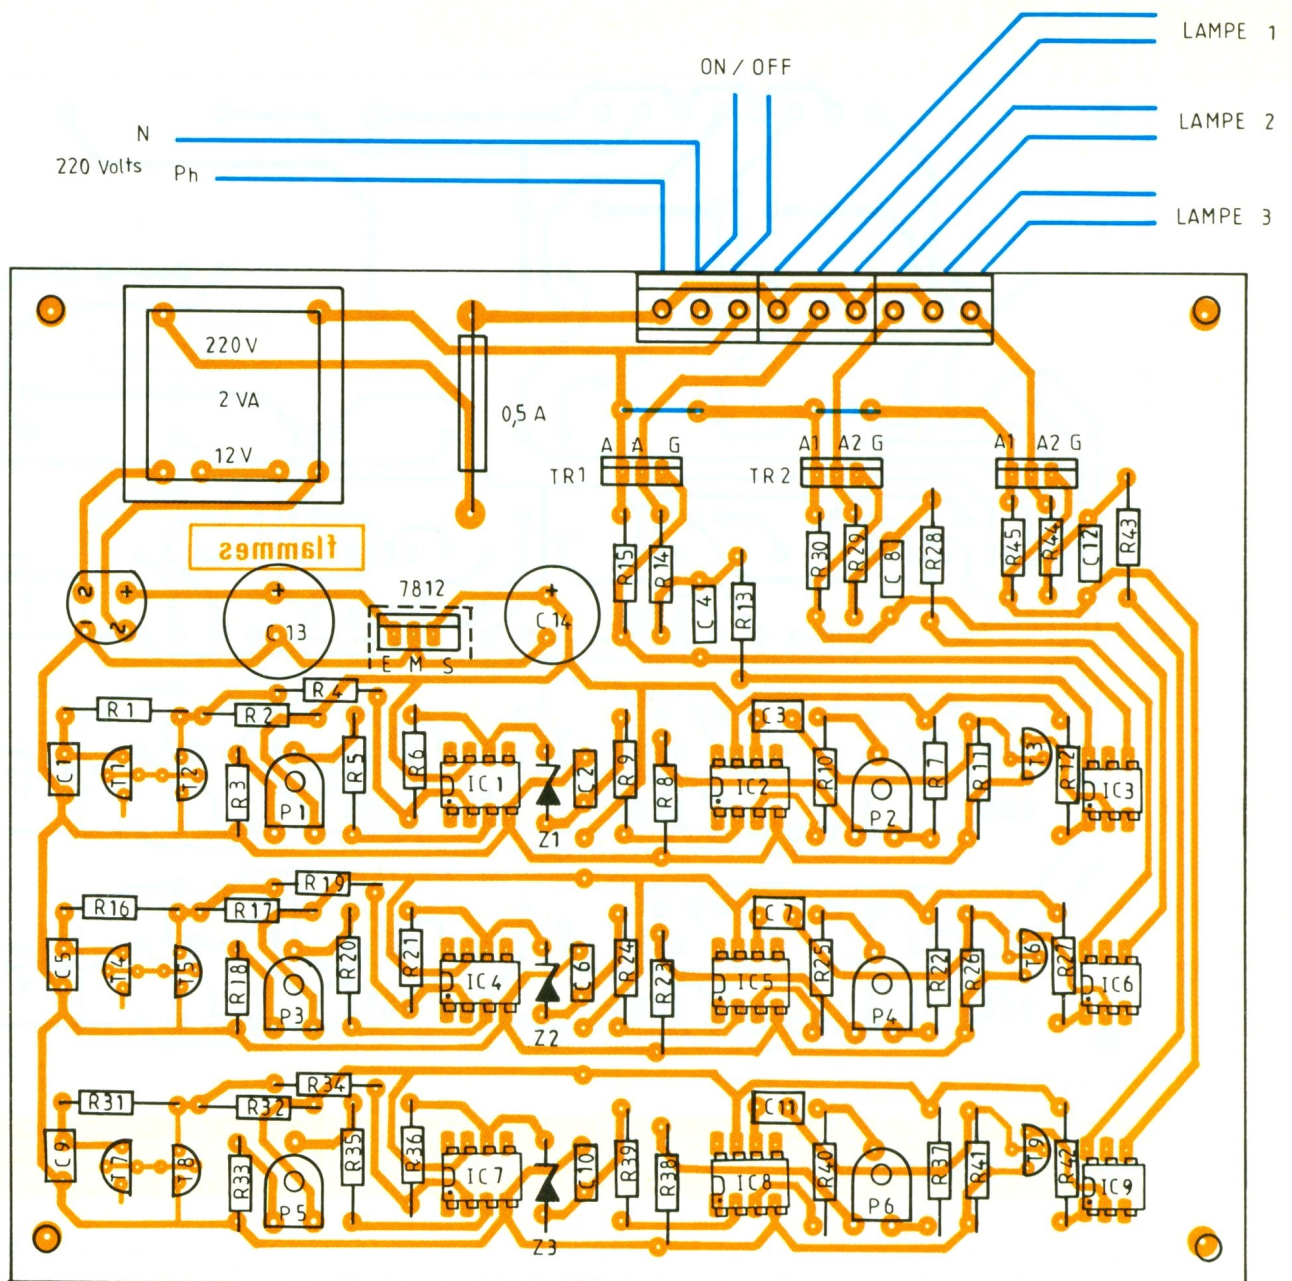 LAMPE 1
ON / OFF
LAMPE 2
N
220 Volts Ph
LAMPE 3
220 V
2 VA
0,5 A
12 V
A A G
TR1
A1 A2 G
TR2
A1 A2 G
flammes
R15
R14
C4
R13
R30
R29
C8
R28
R45
R44
C12
R43
2 +
1 2
+
C13
7812
E M S
+
C14
R1
R2
R4
C1
T1
T2
R3
P1
R5
R6
IC1
Z1
C2
R9
R8
IC2
C3
R10
P2
R7
R11
T3
R12
IC3
R16
R17
R19
C5
T4
T5
R18
P3
R20
R21
IC4
Z2
C6
R24
R23
IC5
C7
R25
P4
R22
R26
T6
R27
IC6
R31
R32
R34
C9
T7
T8
R33
P5
R35
R36
IC7
Z3
C10
R39
R38
IC8
C11
R40
P6
R37
R41
T9
R42
IC9